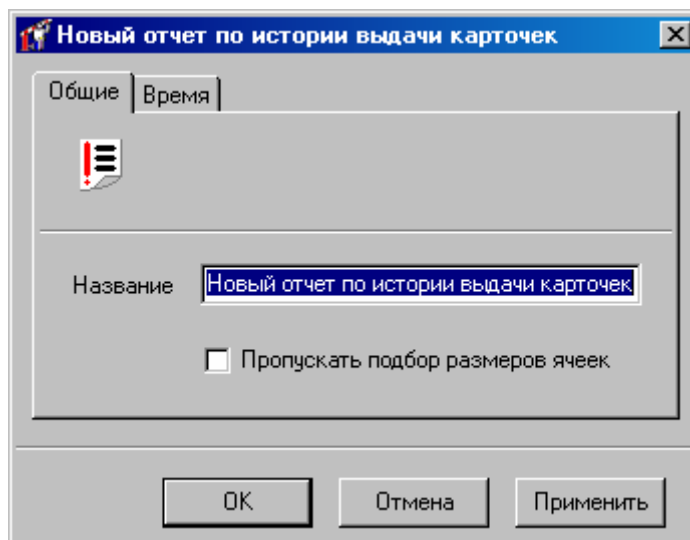 Новый отчет по истории выдачи карточек
Общие Время
Название Новый отчет по истории выдачи карточек
Пропускать подбор размеров ячеек
OK Отмена Применить